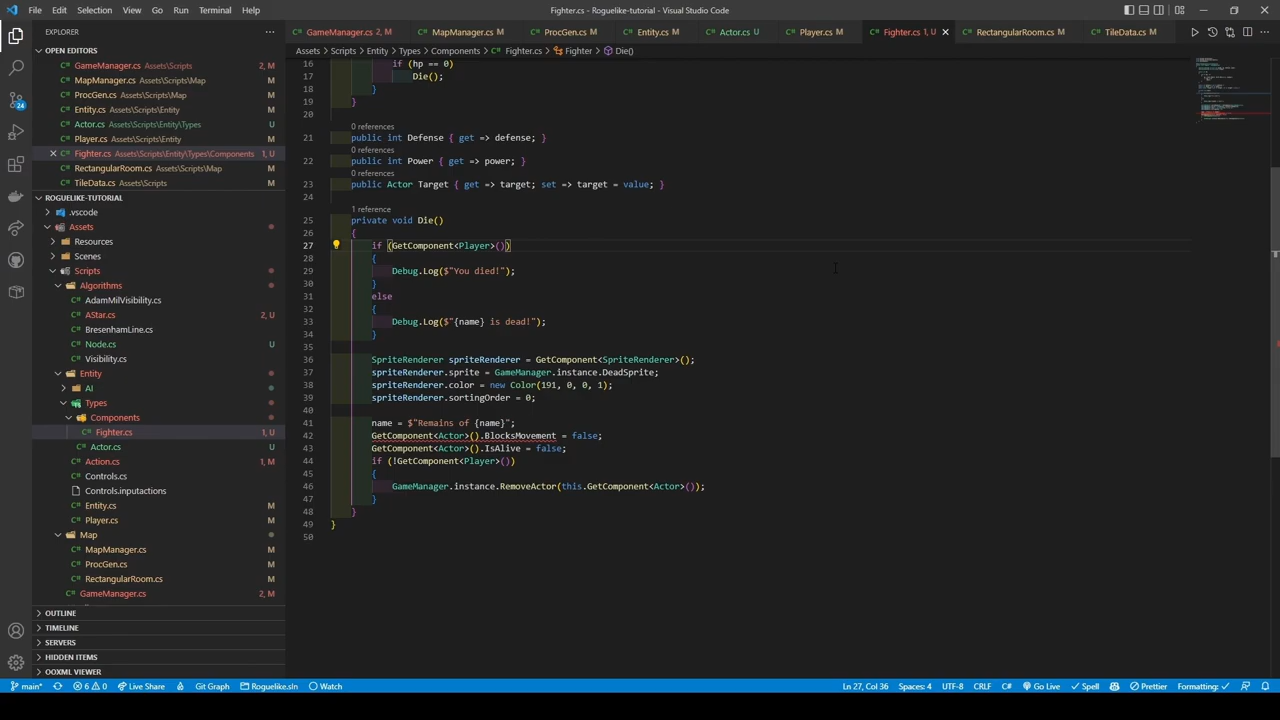 File Edit Selection View Go Run Terminal Help
Fighter.cs - Roguelike-tutorial - Visual Studio Code
EXPLORER
OPEN EDITORS
GameManager.cs Assets\Scripts 2, M
MapManager.cs Assets\Scripts\Map M
ProcGen.cs Assets\Scripts\Map M
Entity.cs Assets\Scripts\Entity M
Actor.cs Assets\Scripts\Entity\Types U
Player.cs Assets\Scripts\Entity M
Fighter.cs Assets\Scripts\Entity\Types\Components 1, U
RectangularRoom.cs Assets\Scripts\Map M
TileData.cs Assets\Scripts M
ROGUELIKE-TUTORIAL
.vscode
Assets
Resources
Scenes
Scripts
Algorithms
AdamMilVisibility.cs
AStar.cs 2, U
BresenhamLine.cs
Node.cs U
Visibility.cs
Entity
AI
Types
Components
Fighter.cs 1, U
Actor.cs U
Action.cs 1, M
Controls.cs
Controls.inputactions
Entity.cs M
Player.cs M
Map
MapManager.cs M
ProcGen.cs M
RectangularRoom.cs M
GameManager.cs 2, M
OUTLINE
TIMELINE
SERVERS
HIDDEN ITEMS
OOXML VIEWER
GameManager.cs 2, M MapManager.cs M ProcGen.cs M Entity.cs M Actor.cs U Player.cs M Fighter.cs 1, U RectangularRoom.cs M TileData.cs M
Assets > Scripts > Entity > Types > Components > Fighter.cs > Fighter > Die()
16 if (hp == 0)
17 Die();
18 }
19 }
20
0 references
21 public int Defense { get => defense; }
0 references
22 public int Power { get => power; }
0 references
23 public Actor Target { get => target; set => target = value; }
24
1 reference
25 private void Die()
26 {
27 if (GetComponent<Player>())
28 {
29 Debug.Log($"You died!");
30 }
31 else
32 {
33 Debug.Log($"{name} is dead!");
34 }
35
36 SpriteRenderer spriteRenderer = GetComponent<SpriteRenderer>();
37 spriteRenderer.sprite = GameManager.instance.DeadSprite;
38 spriteRenderer.color = new Color(191, 0, 0, 1);
39 spriteRenderer.sortingOrder = 0;
40
41 name = $"Remains of {name}";
42 GetComponent<Actor>().BlocksMovement = false;
43 GetComponent<Actor>().IsAlive = false;
44 if (!GetComponent<Player>())
45 {
46 GameManager.instance.RemoveActor(this.GetComponent<Actor>());
47 }
48 }
49 }
50
24
main* 6 0 Live Share Git Graph Roguelike.sln Watch
Ln 27, Col 36 Spaces: 4 UTF-8 CRLF C# Go Live Spell Prettier Formatting: